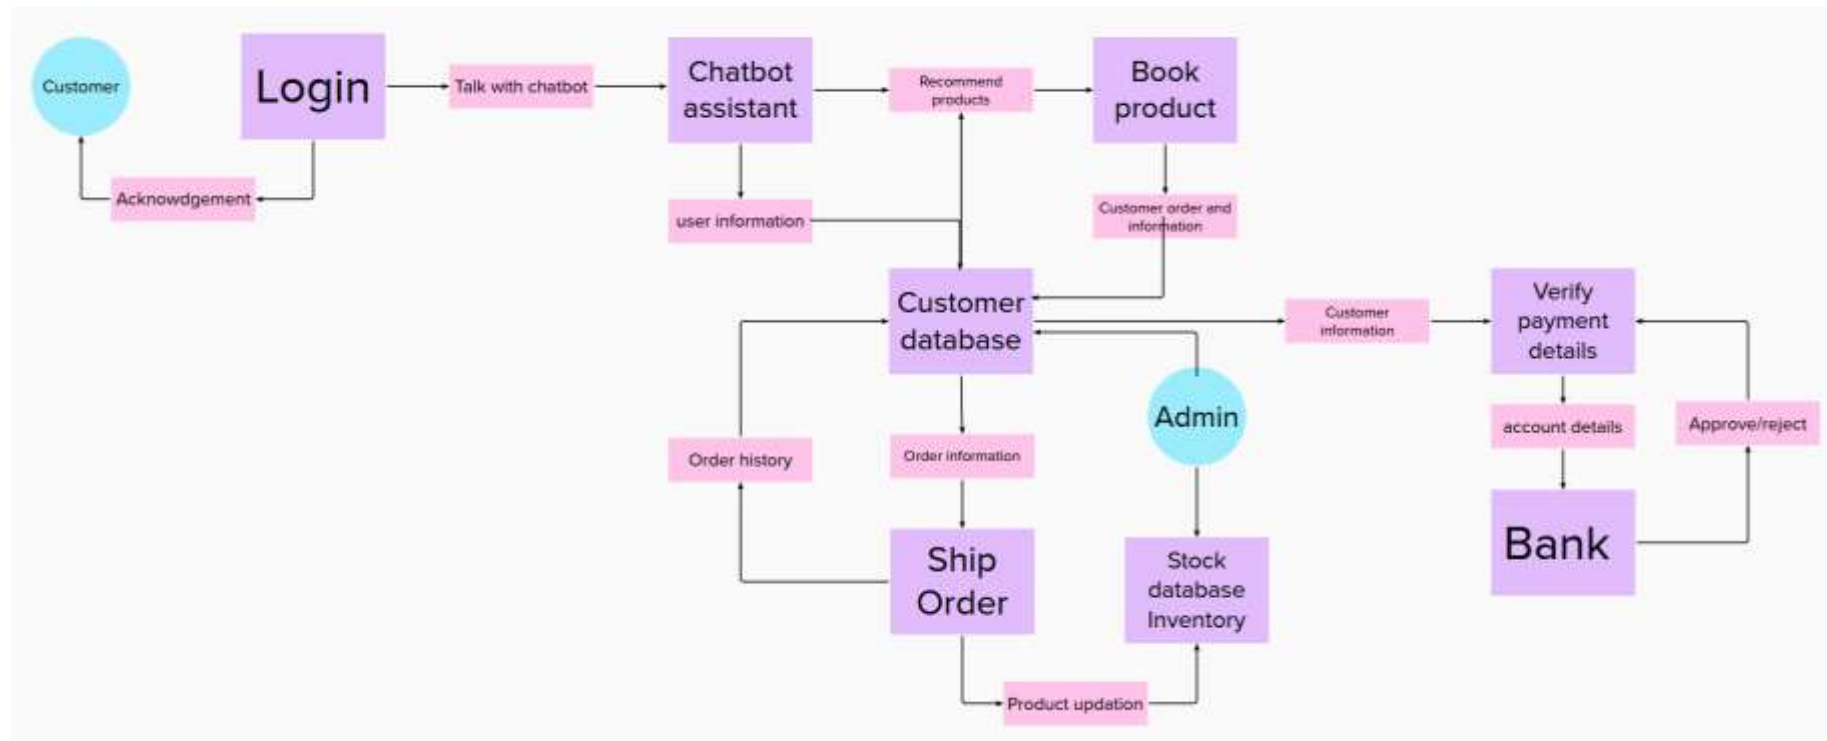 Customer
Login
Talk with chatbot
Chatbot
assistant
Recommend
products
Book
product
Acknowdgement
user information
Customer order and
information
Customer
database
Customer
information
Verify
payment
details
Admin
Order history
Order information
account details
Approve/reject
Ship
Order
Stock
database
Inventory
Bank
Product updation